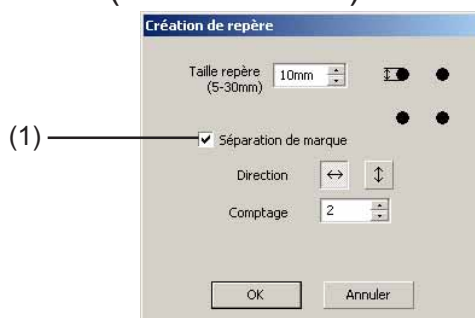 Création de repère
Taille repère
(5-30mm)
10mm
(1)
Séparation de marque
Direction
Comptage
2
OK
Annuler